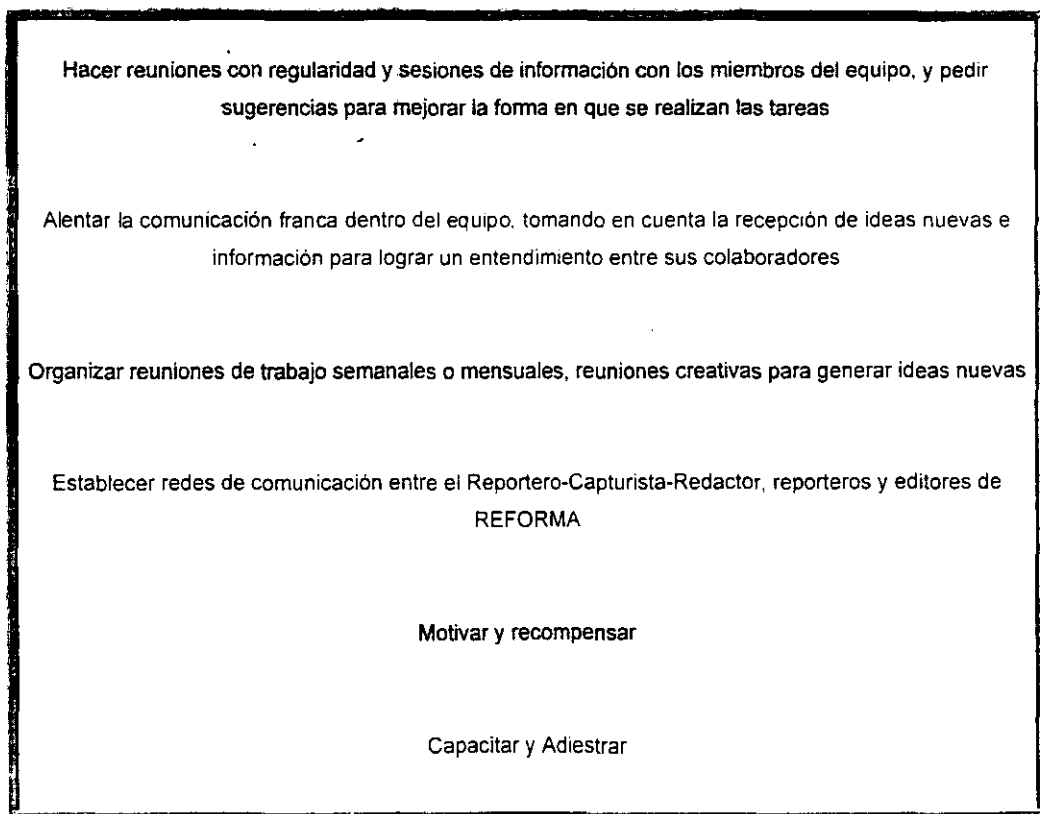 Hacer reuniones con regularidad y sesiones de información con los miembros del equipo, y pedir
sugerencias para mejorar la forma en que se realizan las tareas
Alentar la comunicación franca dentro del equipo, tomando en cuenta la recepción de ideas nuevas e
información para lograr un entendimiento entre sus colaboradores
Organizar reuniones de trabajo semanales o mensuales, reuniones creativas para generar ideas nuevas
Establecer redes de comunicación entre el Reportero-Capturista-Redactor, reporteros y editores de
REFORMA
Motivar y recompensar
Capacitar y Adiestrar